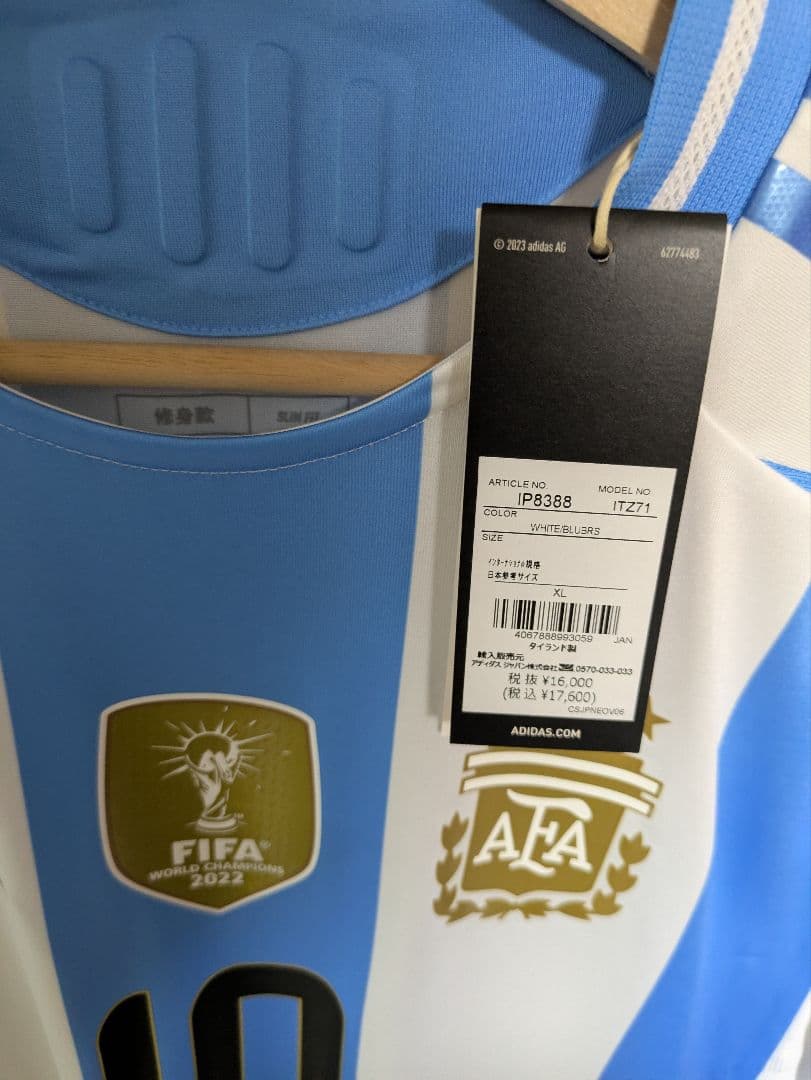 © 2023 adidas AG
62774483
修身款
SLIM FIT
ARTICLE NO.
MODEL NO
IP8388
ITZ71
COLOR
WHITE/BLUBRS
SIZE
インターナショナル規格
日本参考サイズ
XL
4067888993059
JAN
タイランド製
輸入販売元
アディダス ジャパン株式会社
0570-033-033
税 抜 ¥16,000
(税 込 ¥17,600)
CSJPNEOV06
ADIDAS.COM
FIFA®
WORLD CHAMPIONS
2022
AFA
10